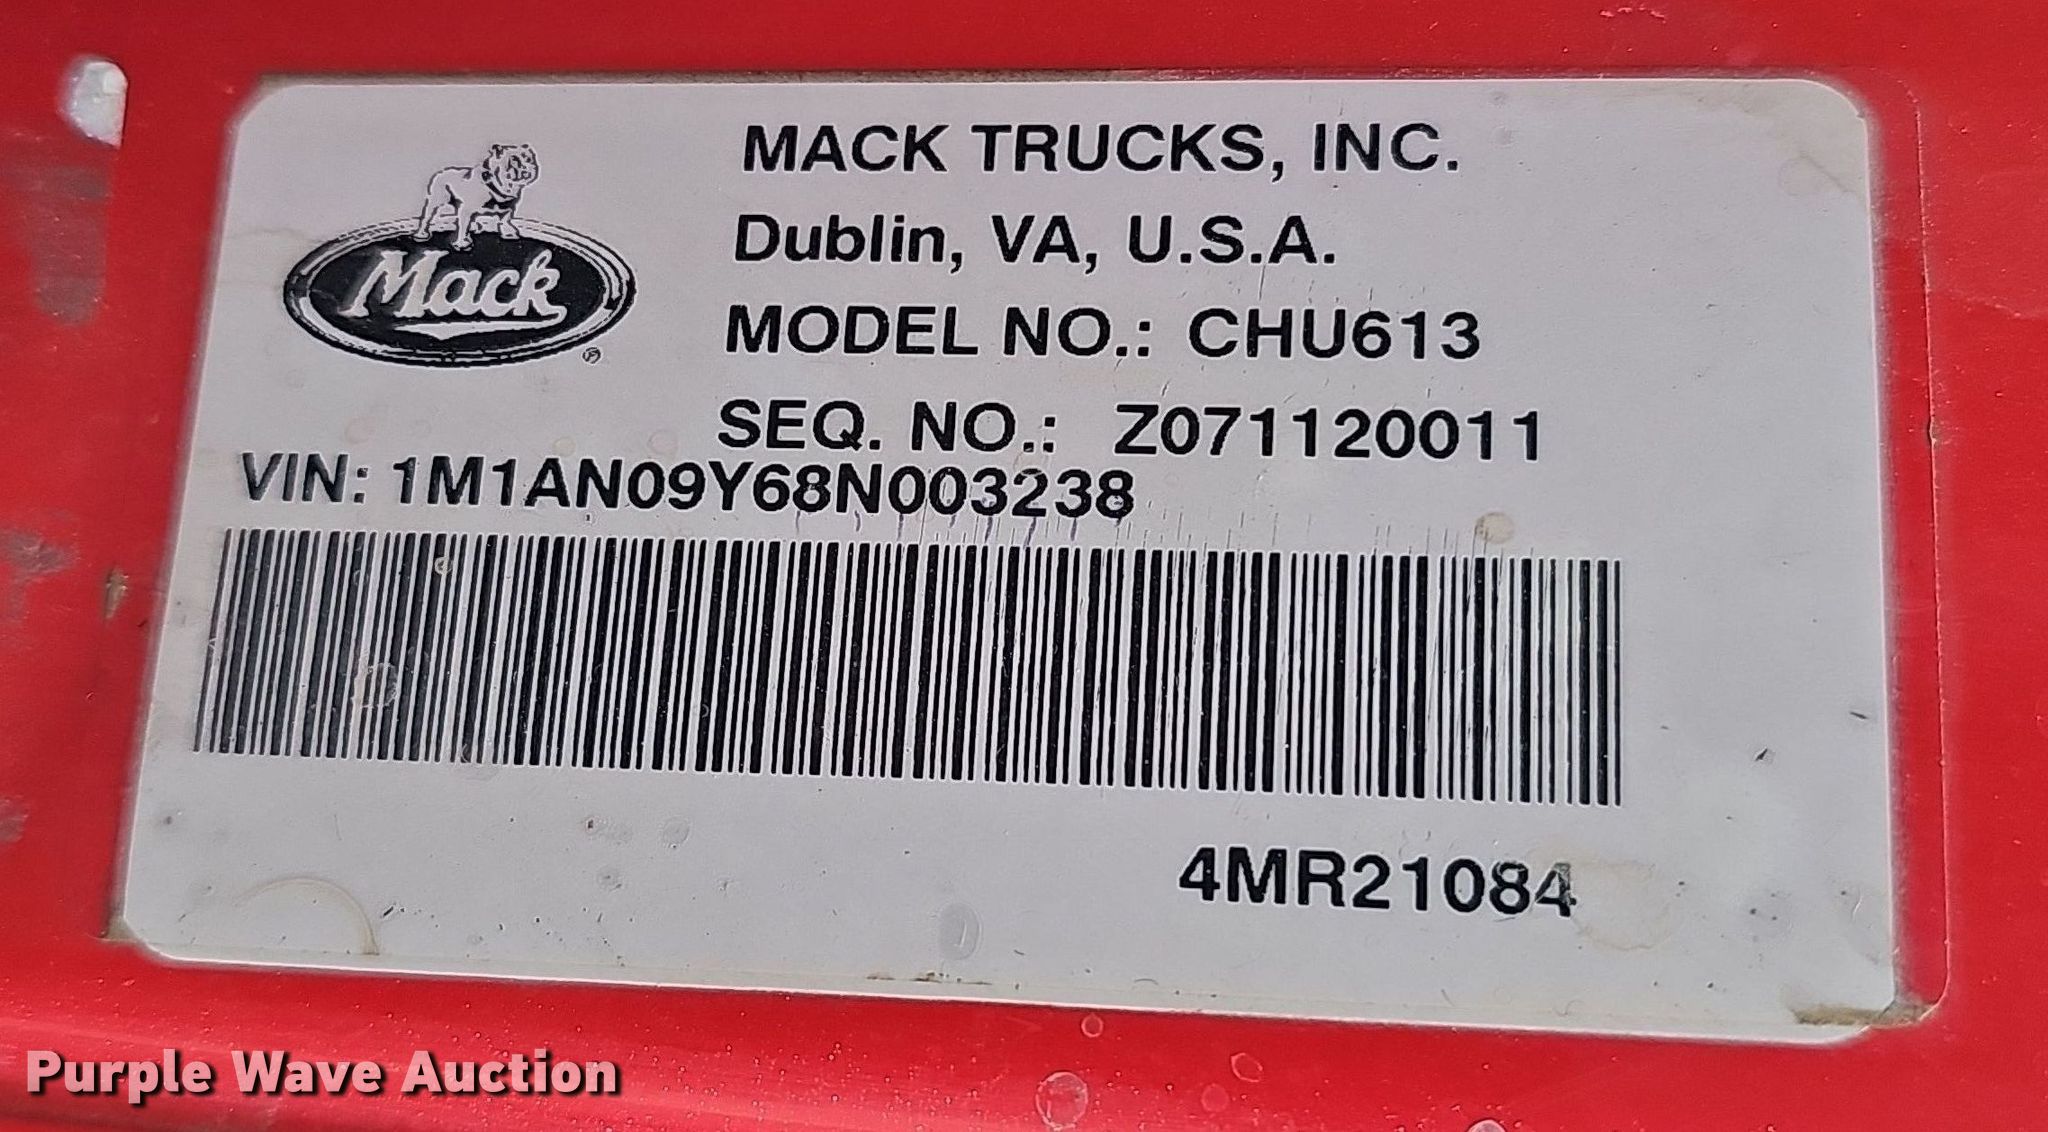 Mack
®
MACK TRUCKS, INC.
Dublin, VA, U.S.A.
MODEL NO.: CHU613
SEQ. NO.: Z071120011
VIN: 1M1AN09Y68N003238
4MR21084
Purple Wave Auction